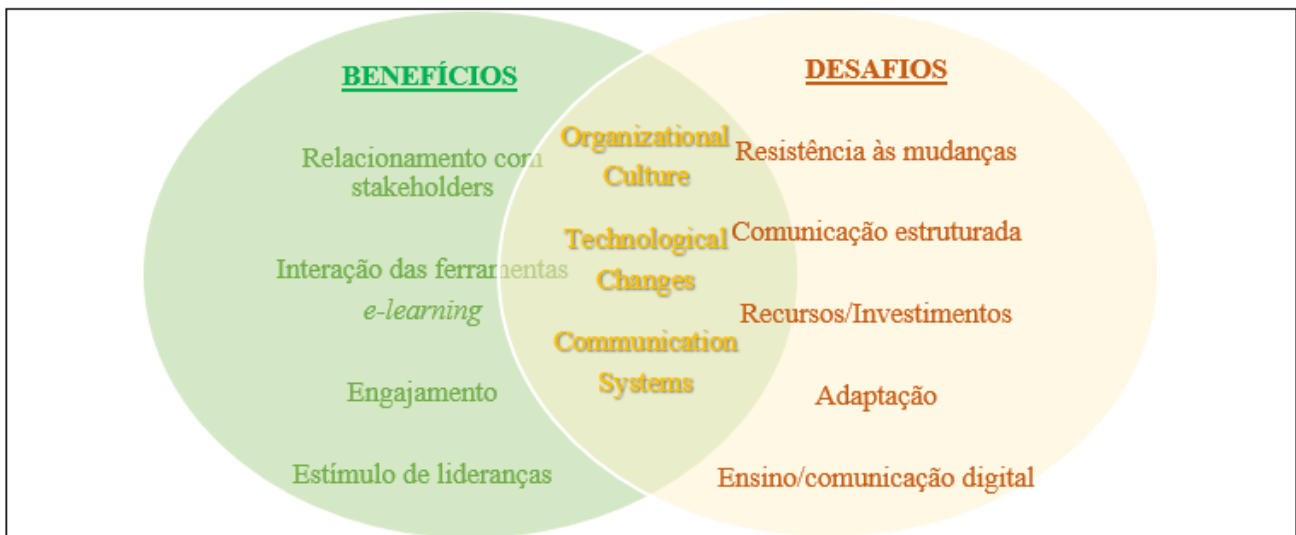 BENEFÍCIOS
Relacionamento com
stakeholders
Interação das ferramentas
e-learning
Engajamento
Estímulo de lideranças
Organizational
Culture
Technological
Changes
Communication
Systems
DESAFIOS
Resistência às mudanças
Comunicação estruturada
Recursos/Investimentos
Adaptação
Ensino/comunicação digital